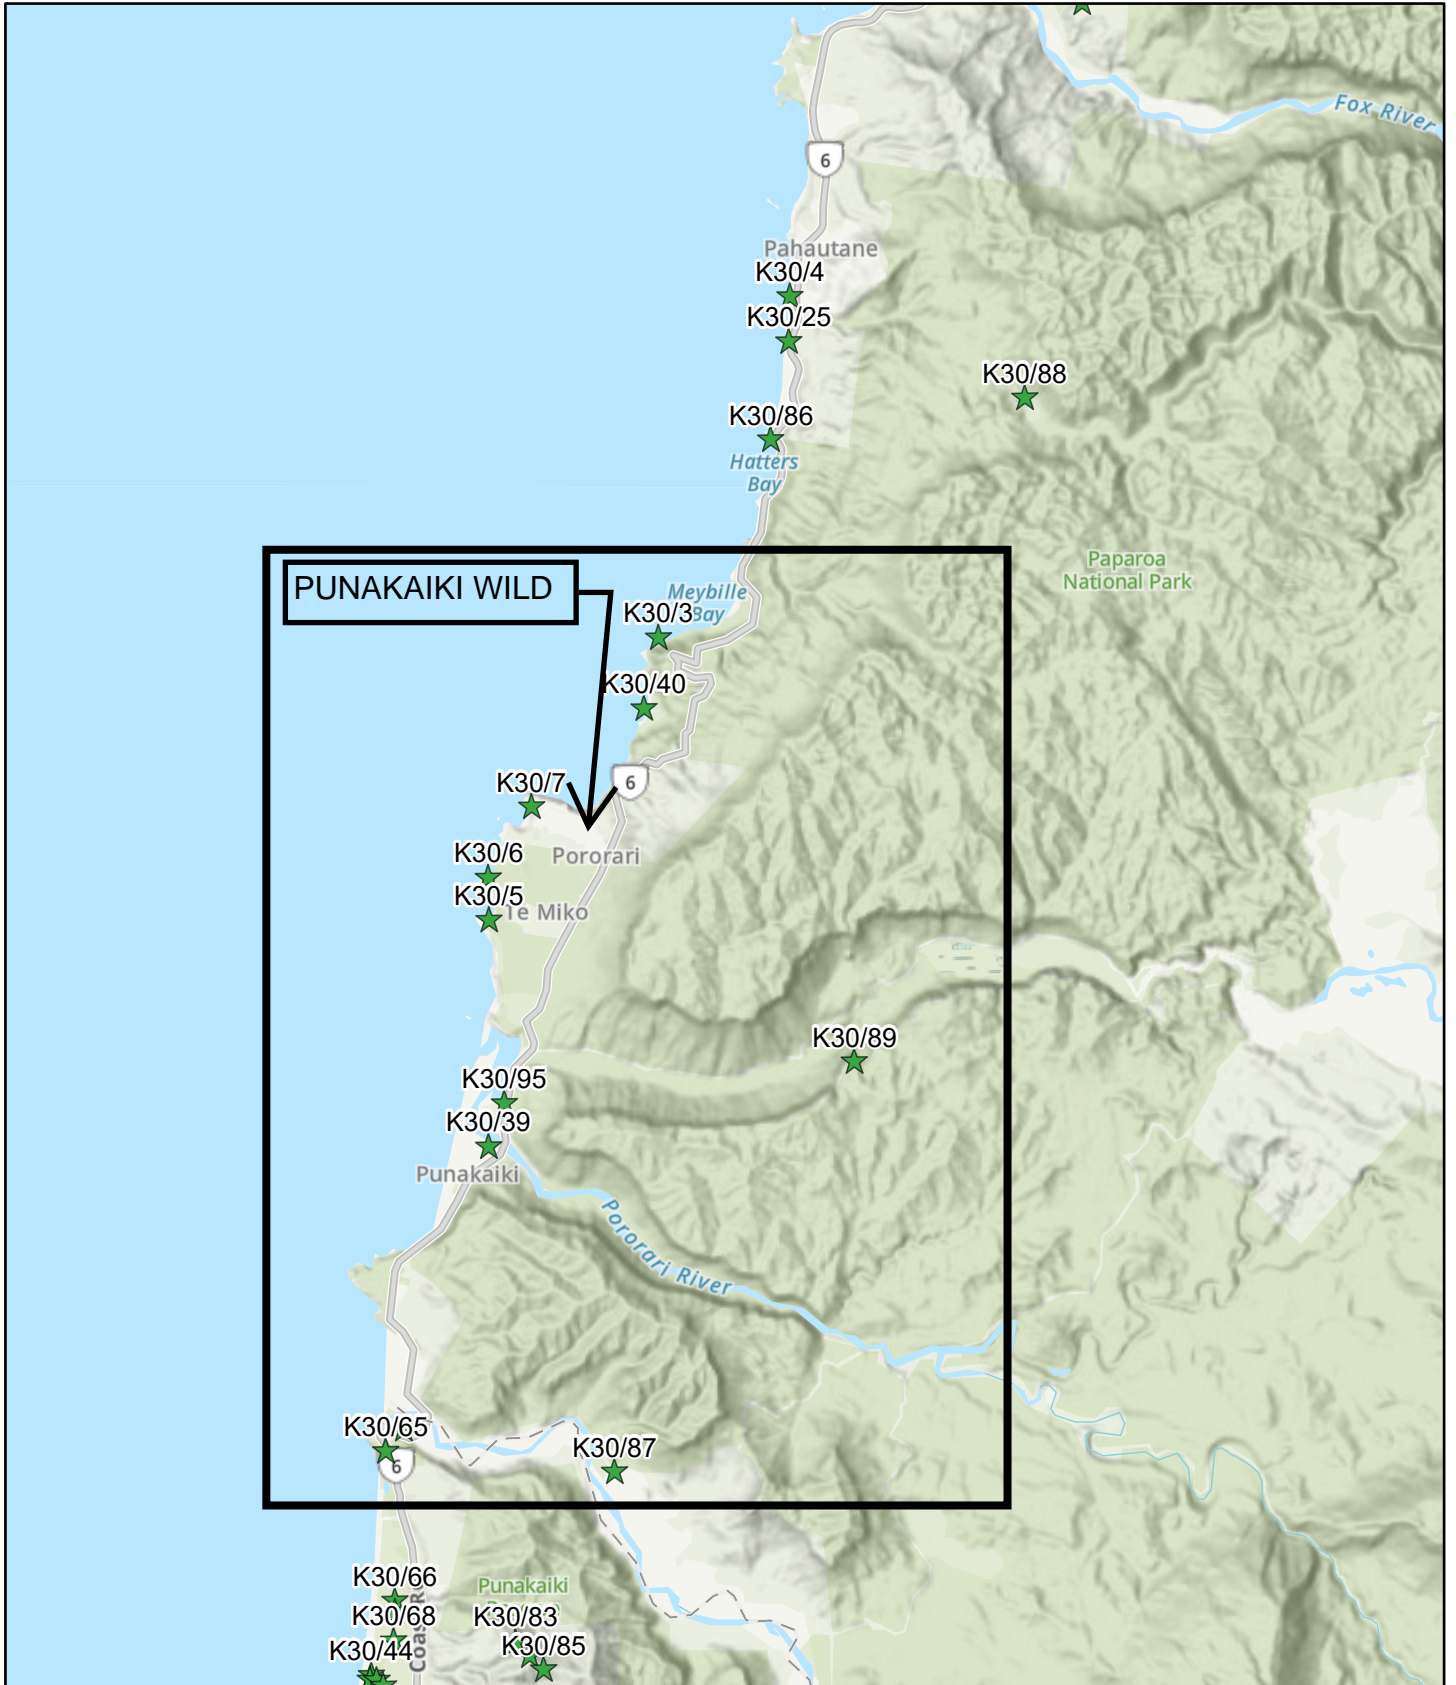 Fox River
6
Pahautane
K30/4
K30/25
K30/88
K30/86
Hatters
Bay
Paparoa
National Park
PUNAKAIKI WILD
Meybille
Bay
K30/3
K30/40
6
K30/7
Pororari
K30/6
K30/5
Te Miko
K30/89
K30/95
K30/39
Punakaiki
Pororari River
K30/65
6
K30/87
K30/66
Punakaiki
K30/68
K30/83
K30/44
K30/85